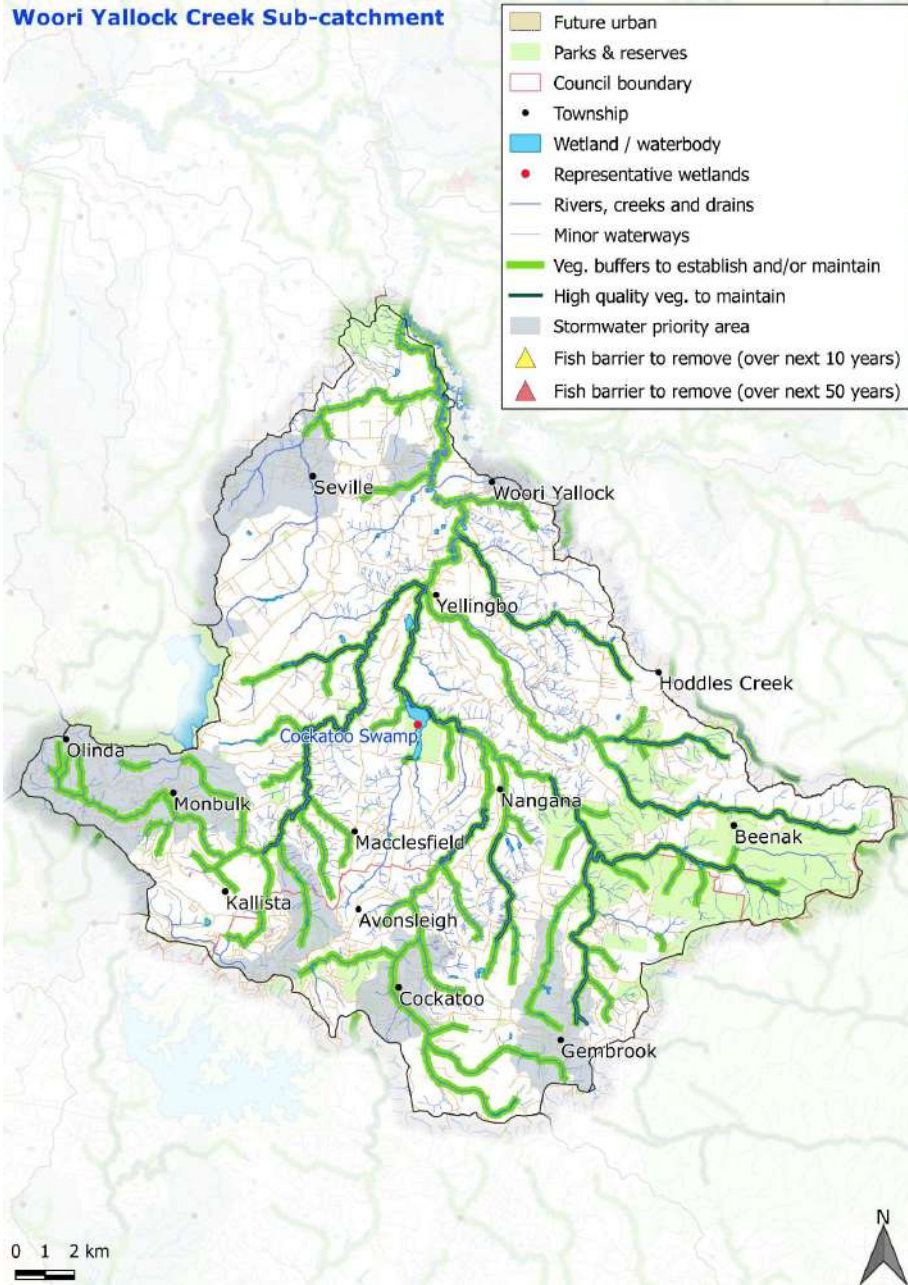 Woori Yallock Creek Sub-catchment
Future urban
Parks & reserves
Council boundary
Township
Wetland / waterbody
Representative wetlands
Rivers, creeks and drains
Minor waterways
Veg. buffers to establish and/or maintain
High quality veg. to maintain
Stormwater priority area
Fish barrier to remove (over next 10 years)
Fish barrier to remove (over next 50 years)
Seville
Woori Yallock
Yellingbo
Hoddles Creek
Cockatoo Swamp
Olinda
Monbulk
Nangana
Macclesfield
Beenak
Kallista
Avonsleigh
Cockatoo
Gembrook
N
0 1 2 km